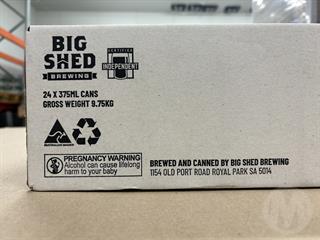 BIG
SHED
BREWING
CERTIFIED
INDEPENDENT
24 X 375ML CANS
GROSS WEIGHT 9.75KG
PREGNANCY WARNING
Alcohol can cause lifelong
harm to your baby
BREWED AND CANNED BY BIG SHED BREWING
1154 OLD PORT ROAD ROYAL PARK SA 5014